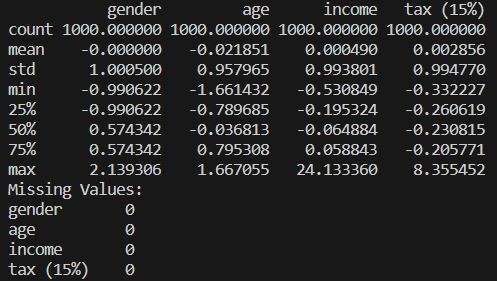 gender age income tax (15%)
count 1000.000000 1000.000000 1000.000000 1000.000000
mean -0.000000 -0.021851 0.000490 0.002856
std 1.000500 0.957965 0.993801 0.994770
min -0.990622 -1.661432 -0.530849 -0.332227
25% -0.990622 -0.789685 -0.195324 -0.260619
50% 0.574342 -0.036813 -0.064884 -0.230815
75% 0.574342 0.795308 0.058843 -0.205771
max 2.139306 1.667055 24.133360 8.355452
Missing Values:
gender 0
age 0
income 0
tax (15%) 0